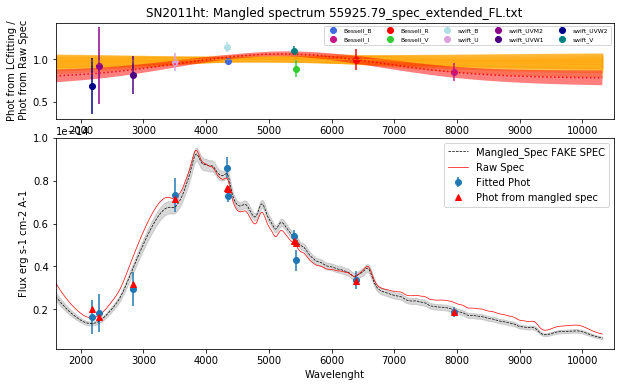 SN2011ht: Mangled spectrum 55925.79_spec_extended_FL.txt
Phot from LCfitting /
Phot from Raw Spec
1.0
0.5
Bessell_B
Bessell_R
swift_B
swift_UVM2
swift_UVW2
Bessell_I
Bessell_V
swift_U
swift_UVW1
swift_V
2000 3000 4000 5000 6000 7000 8000 9000 10000
1e−14
Flux erg s-1 cm-2 A-1
1.0
0.8
0.6
0.4
0.2
Mangled_Spec FAKE SPEC
Raw Spec
Fitted Phot
Phot from mangled spec
2000 3000 4000 5000 6000 7000 8000 9000 10000
Wavelenght